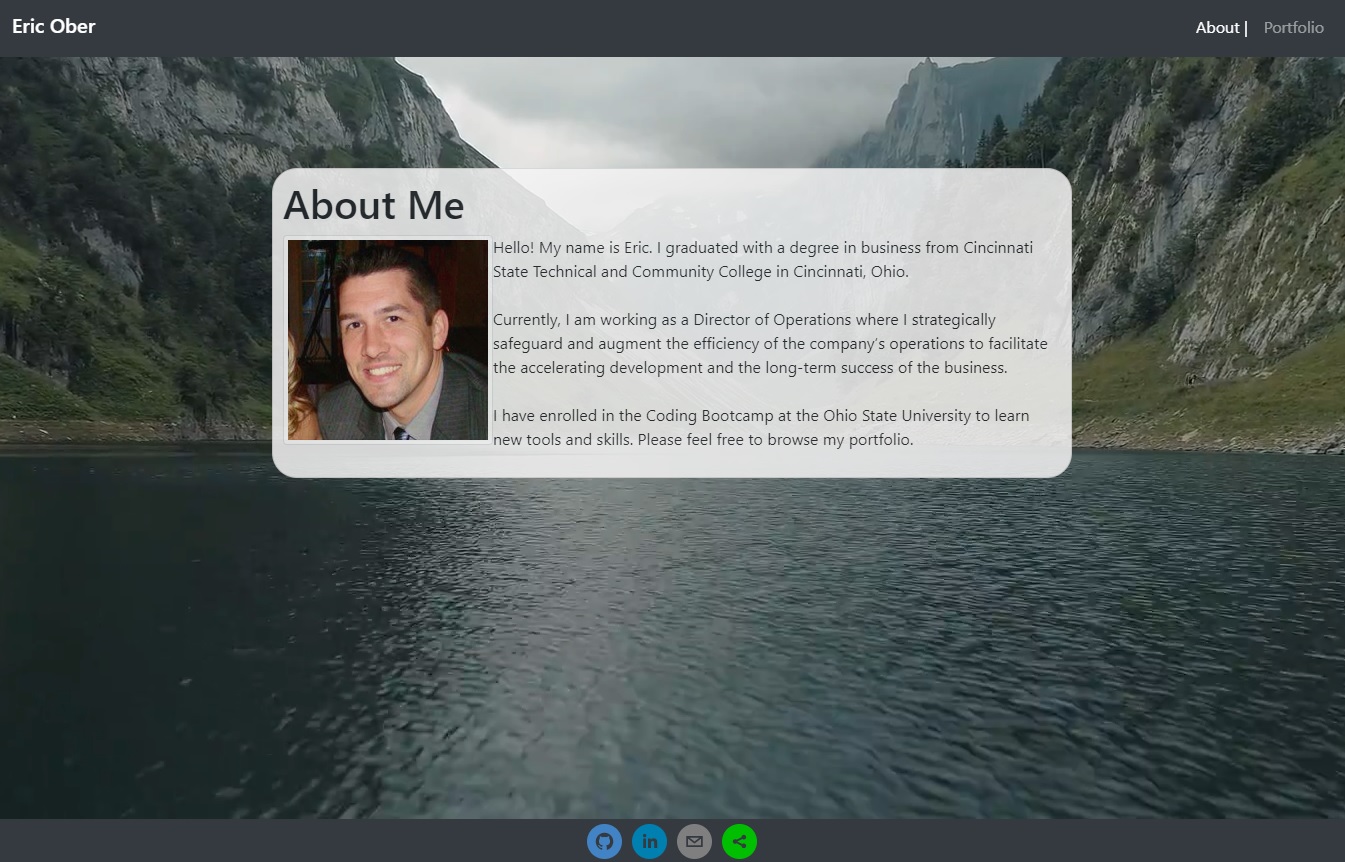 Eric Ober
About | Portfolio
About Me
Hello! My name is Eric. I graduated with a degree in business from Cincinnati
State Technical and Community College in Cincinnati, Ohio.
Currently, I am working as a Director of Operations where I strategically
safeguard and augment the efficiency of the company's operations to facilitate
the accelerating development and the long-term success of the business.
I have enrolled in the Coding Bootcamp at the Ohio State University to learn
new tools and skills. Please feel free to browse my portfolio.
in